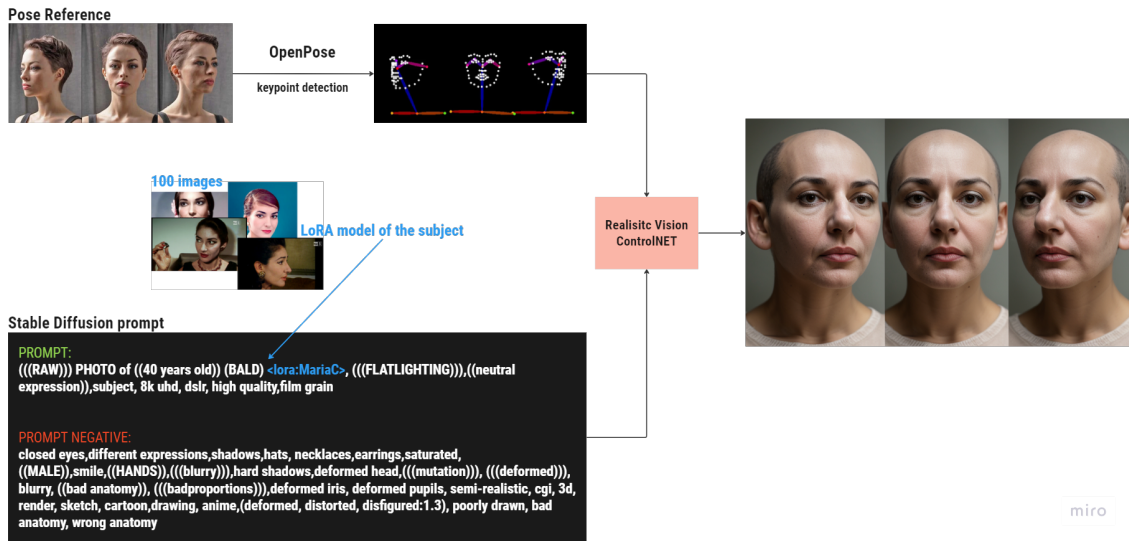 Pose Reference
OpenPose
keypoint detection
100 images
LoRA model of the subject
Realisitc Vision
ControlNET
Stable Diffusion prompt
PROMPT:
(((RAW))) PHOTO of ((40 years old)) (BALD) <lora:MariaC>, (((FLATLIGHTING))),((neutral
expression)),subject, 8k uhd, dslr, high quality,film grain
PROMPT NEGATIVE:
closed eyes,different expressions,shadows,hats, necklaces,earrings,saturated,
((MALE)),smile,((HANDS)),(((blurry))),hard shadows,deformed head,(((mutation))), (((deformed))),
blurry, ((bad anatomy)), (((badproportions))),deformed iris, deformed pupils, semi-realistic, cgi, 3d,
render, sketch, cartoon,drawing, anime,(deformed, distorted, disfigured:1.3), poorly drawn, bad
anatomy, wrong anatomy
miro